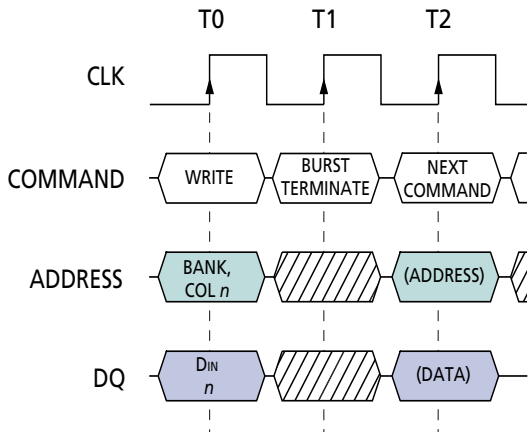 T0 T1 T2
CLK
COMMAND WRITE BURST TERMINATE NEXT COMMAND
ADDRESS BANK, COL n (ADDRESS)
DQ DIN n (DATA)